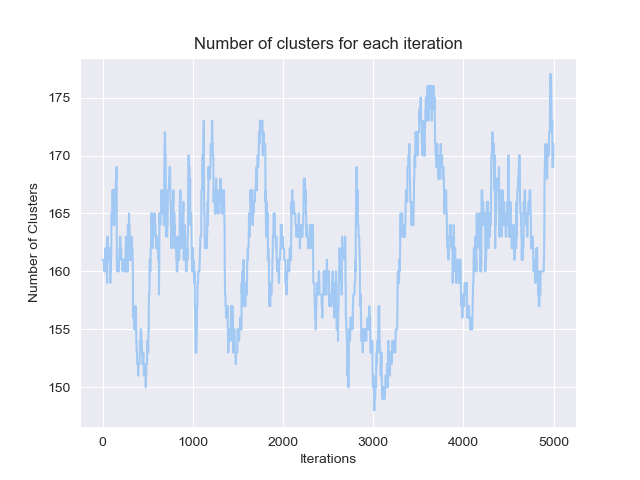 Number of clusters for each iteration
Number of Clusters
175
170
165
160
155
150
0 1000 2000 3000 4000 5000
Iterations